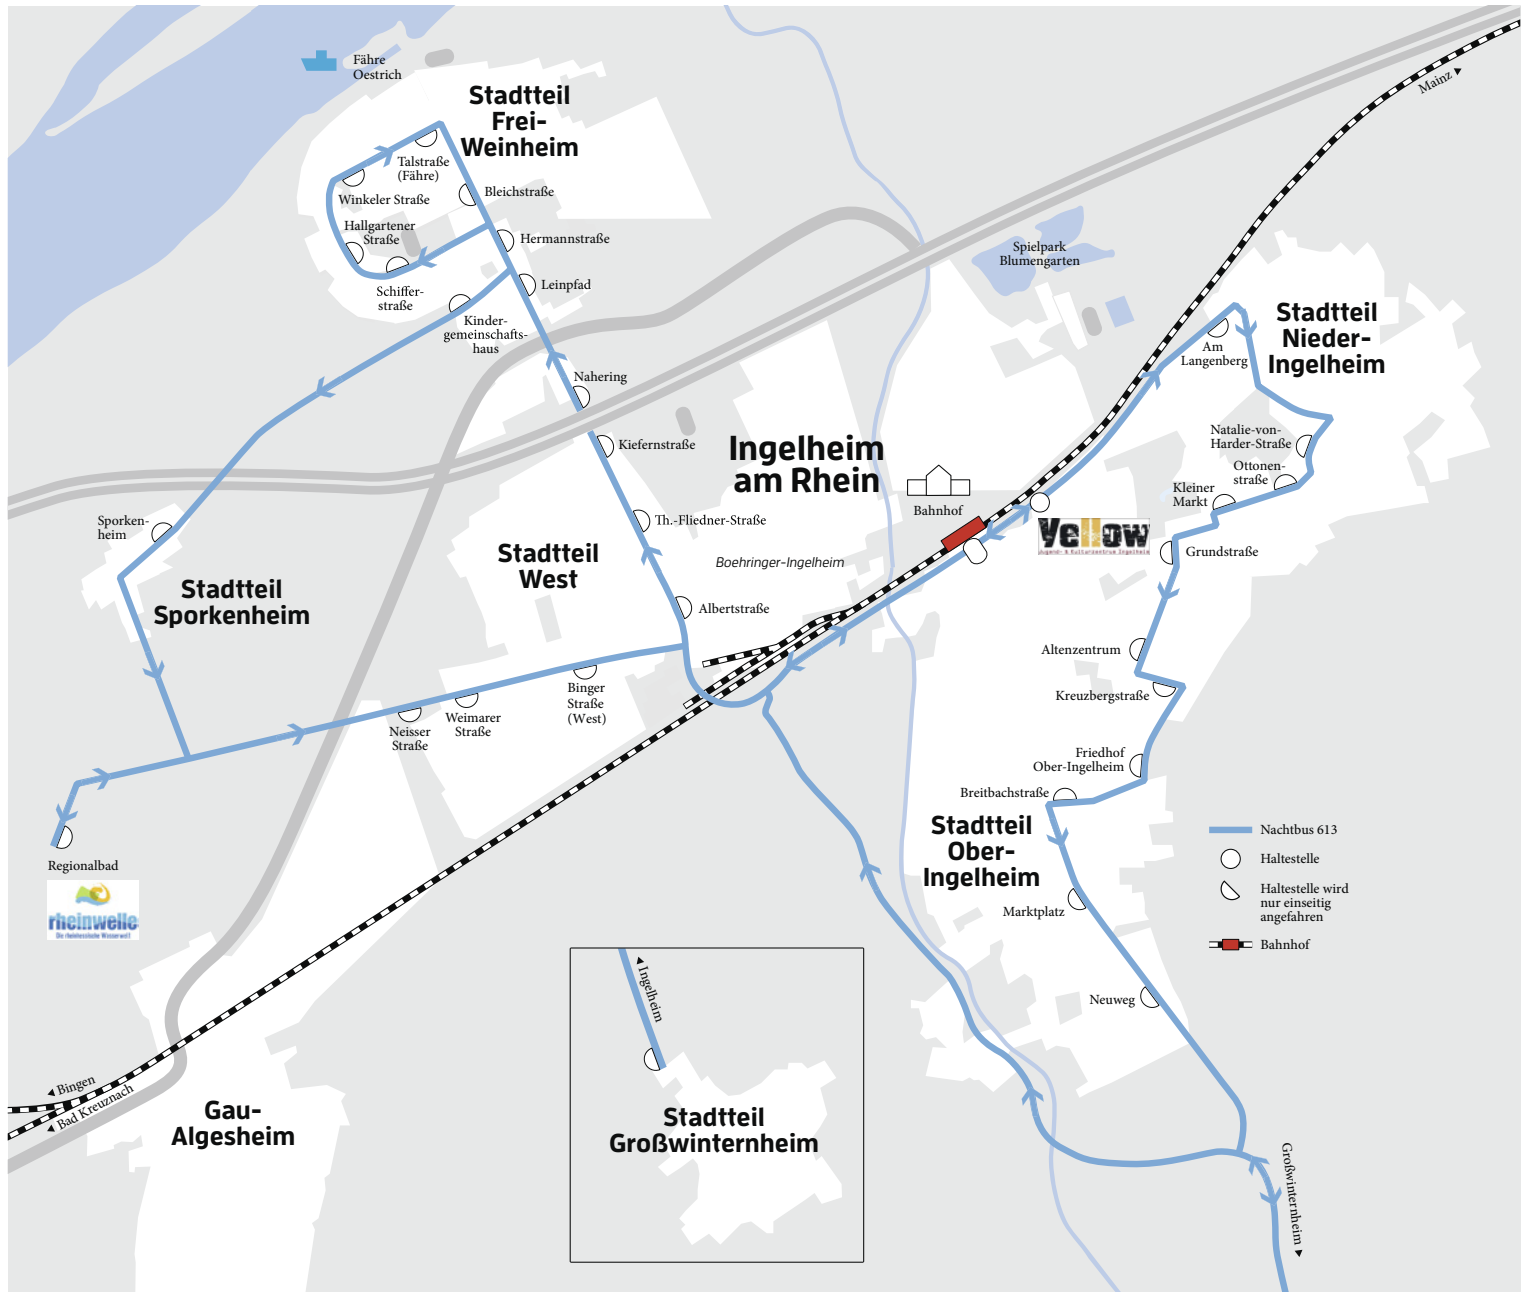 Fähre
Oestrich
Mainz
Stadtteil
Frei-
Weinheim
Talstraße
(Fähre)
Winkeler Straße
Bleichstraße
Hallgartener
Straße
Hermannstraße
Schiffer-
straße
Leinpfad
Kinder-
gemeinschafts-
haus
Spielpark
Blumengarten
Stadtteil
Nieder-
Ingelheim
Am
Langenberg
Nahering
Kiefernstraße
Ingelheim
am Rhein
Natalie-von-
Harder-Straße
Ottonen-
straße
Kleiner
Markt
Bahnhof
Yellow
Jugend- & Kulturzentrum Ingelheim
Grundstraße
Sporken-
heim
Th.-Fliedner-Straße
Stadtteil
West
Boehringer-Ingelheim
Stadtteil
Sporkenheim
Albertstraße
Altenzentrum
Kreuzbergstraße
Binger
Straße
(West)
Weimarer
Straße
Neisser
Straße
Friedhof
Ober-Ingelheim
Breitbachstraße
Stadtteil
Ober-
Ingelheim
Regionalbad
rheinwelle
Marktplatz
Neuweg
Nachtbus 613
Haltestelle
Haltestelle wird
nur einseitig
angefahren
Bahnhof
Ingelheim
Stadtteil
Großwinternheim
Bingen
Bad Kreuznach
Gau-
Algesheim
Großwinternheim